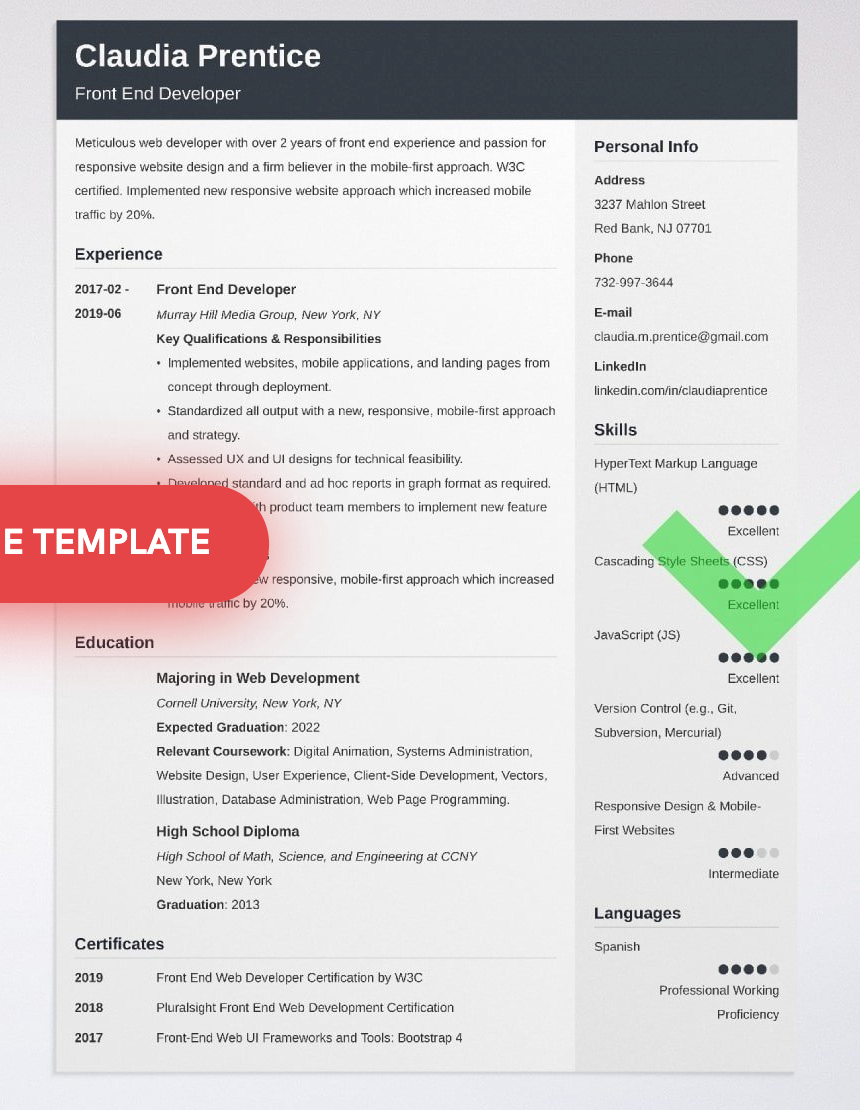 Claudia Prentice
Front End Developer
Meticulous web developer with over 2 years of front end experience and passion for
responsive website design and a firm believer in the mobile-first approach. W3C
certified. Implemented new responsive website approach which increased mobile
traffic by 20%.
Experience
2017-02 -
2019-06
Front End Developer
Murray Hill Media Group, New York, NY
Key Qualifications & Responsibilities
• Implemented websites, mobile applications, and landing pages from
concept through deployment.
• Standardized all output with a new, responsive, mobile-first approach
and strategy.
• Assessed UX and UI designs for technical feasibility.
• Developed standard and ad hoc reports in graph format as required.
product team members to implement new feature
responsive, mobile-first approach which increased
mobile traffic by 20%.
E TEMPLATE
Education
Majoring in Web Development
Cornell University, New York, NY
Expected Graduation: 2022
Relevant Coursework: Digital Animation, Systems Administration,
Website Design, User Experience, Client-Side Development, Vectors,
Illustration, Database Administration, Web Page Programming.
High School Diploma
High School of Math, Science, and Engineering at CCNY
New York, New York
Graduation: 2013
Certificates
2019 Front End Web Developer Certification by W3C
2018 Pluralsight Front End Web Development Certification
2017 Front-End Web UI Frameworks and Tools: Bootstrap 4
Personal Info
Address
3237 Mahlon Street
Red Bank, NJ 07701
Phone
732-997-3644
E-mail
claudia.m.prentice@gmail.com
LinkedIn
linkedin.com/in/claudiaprentice
Skills
HyperText Markup Language
(HTML)
Excellent
Cascading Style Sheets (CSS)
Excellent
JavaScript (JS)
Excellent
Version Control (e.g., Git,
Subversion, Mercurial)
Advanced
Responsive Design & Mobile-
First Websites
Intermediate
Languages
Spanish
Professional Working
Proficiency